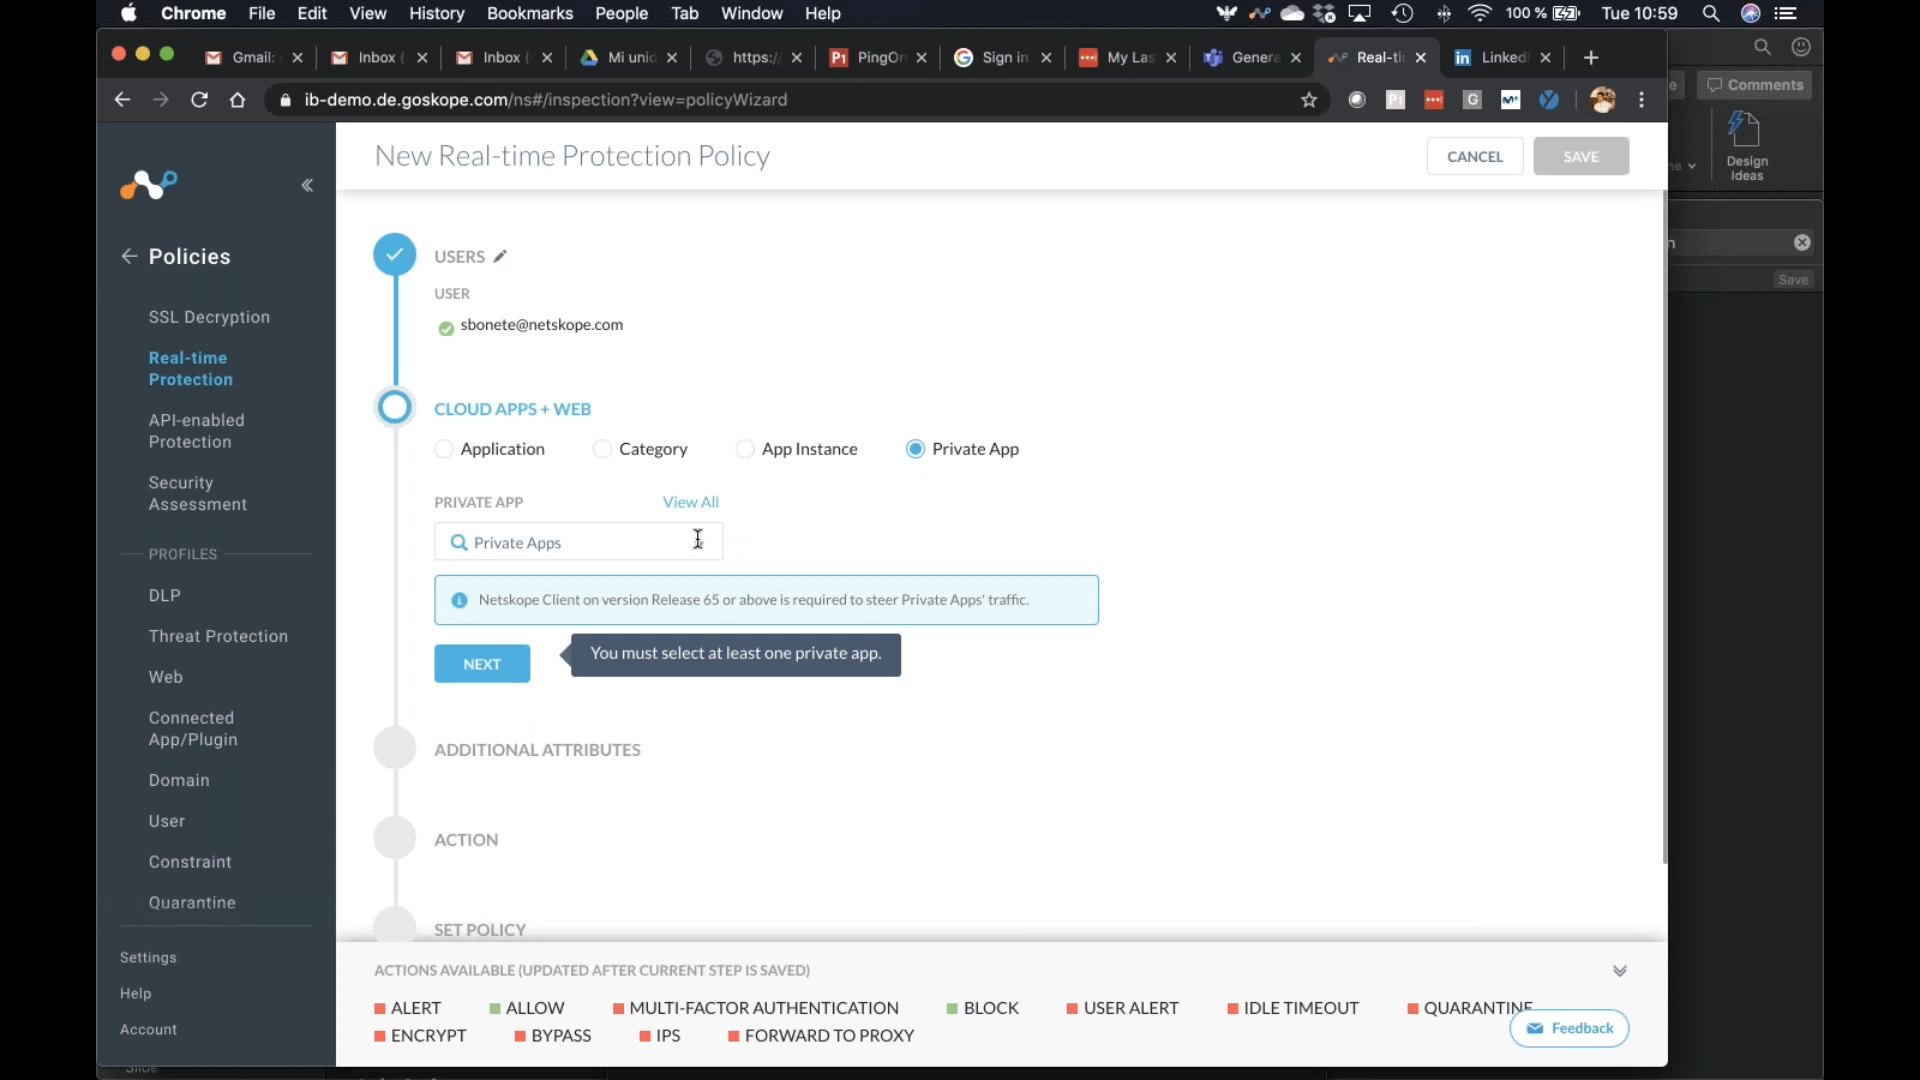 Chrome File Edit View History Bookmarks People Tab Window Help 100 % Tue 10:59
Gmail: Inbox ( Inbox ( Mi unid https:/ PingOn Sign in My Las Genera Real-ti LinkedI
ib-demo.de.goskope.com/ns#/inspection?view=policyWizard
Comments
Design
Ideas
Save
New Real-time Protection Policy
CANCEL
SAVE
Policies
SSL Decryption
Real-time
Protection
API-enabled
Protection
Security
Assessment
PROFILES
DLP
Threat Protection
Web
Connected
App/Plugin
Domain
User
Constraint
Quarantine
Settings
Help
Account
USERS
USER
sbonete@netskope.com
CLOUD APPS + WEB
Application Category App Instance Private App
PRIVATE APP View All
Private Apps
Netskope Client on version Release 65 or above is required to steer Private Apps' traffic.
NEXT
You must select at least one private app.
ADDITIONAL ATTRIBUTES
ACTION
SET POLICY
ACTIONS AVAILABLE (UPDATED AFTER CURRENT STEP IS SAVED)
ALERT ALLOW MULTI-FACTOR AUTHENTICATION BLOCK USER ALERT IDLE TIMEOUT QUARANTINE
ENCRYPT BYPASS IPS FORWARD TO PROXY
Feedback
Slide